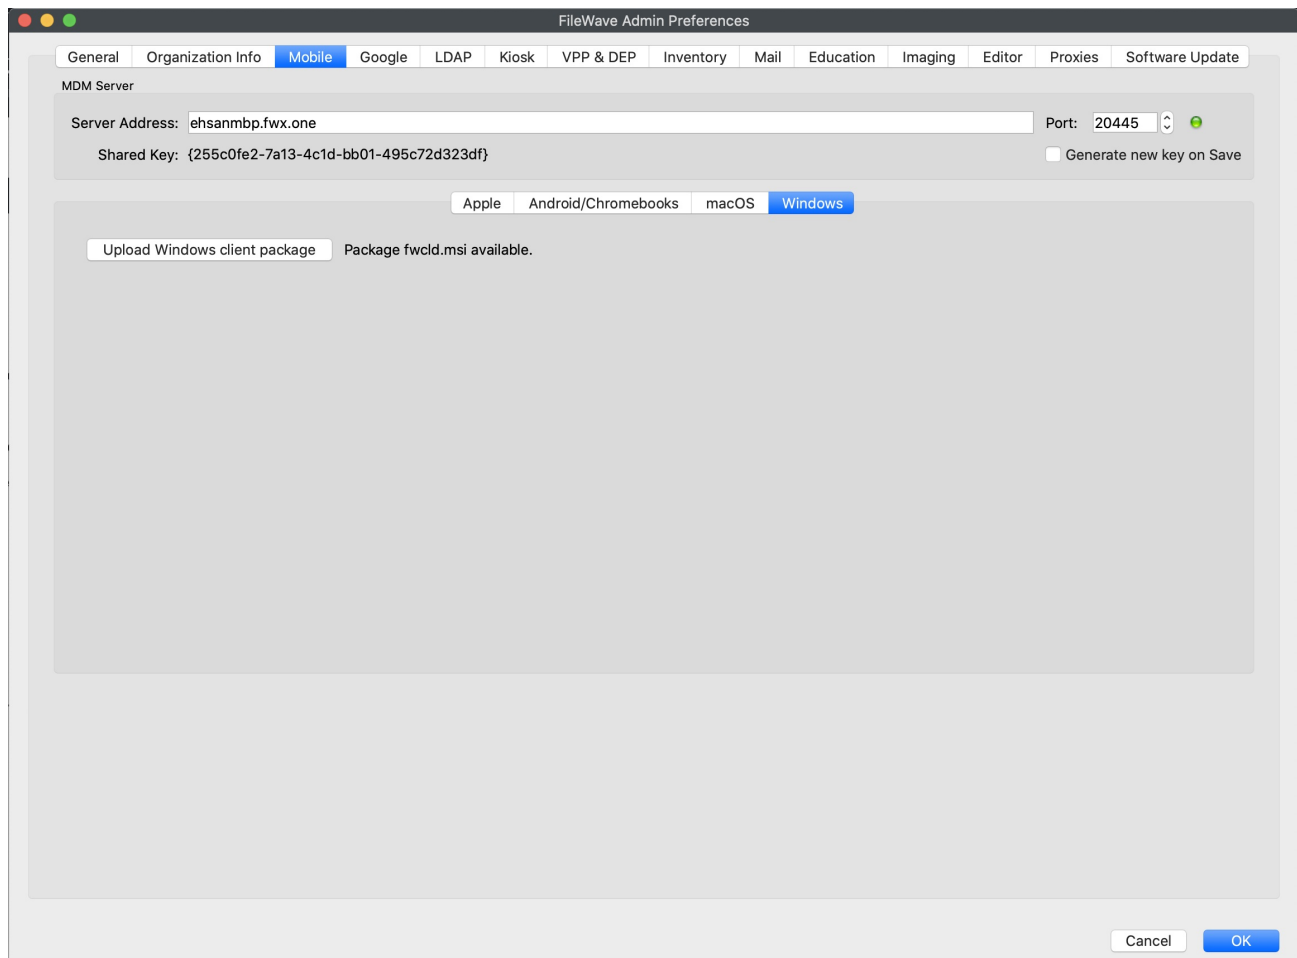 FileWave Admin Preferences
General Organization Info Mobile Google LDAP Kiosk VPP & DEP Inventory Mail Education Imaging Editor Proxies Software Update
MDM Server
Server Address: ehsanmbp.fwx.one Port: 20445
Shared Key: {255c0fe2-7a13-4c1d-bb01-495c72d323df} Generate new key on Save
Apple Android/Chromebooks macOS Windows
Upload Windows client package Package fwcld.msi available.
Cancel OK